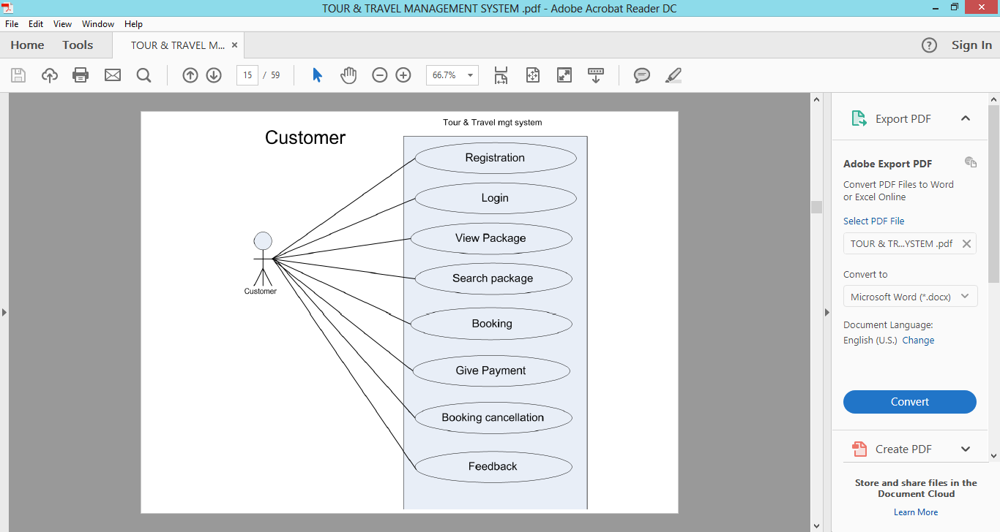 TOUR & TRAVEL MANAGEMENT SYSTEM .pdf - Adobe Acrobat Reader DC
File Edit View Window Help
Home Tools TOUR & TRAVEL M... Sign In
15 / 59 66.7%
Tour & Travel mgt system
Customer
Registration
Login
View Package
Search package
Booking
Give Payment
Booking cancellation
Feedback
Customer
Export PDF
Adobe Export PDF
Convert PDF Files to Word
or Excel Online
Select PDF File
TOUR & TR...YSTEM .pdf
Convert to
Microsoft Word (*.docx)
Document Language:
English (U.S.) Change
Convert
Create PDF
Store and share files in the
Document Cloud
Learn More